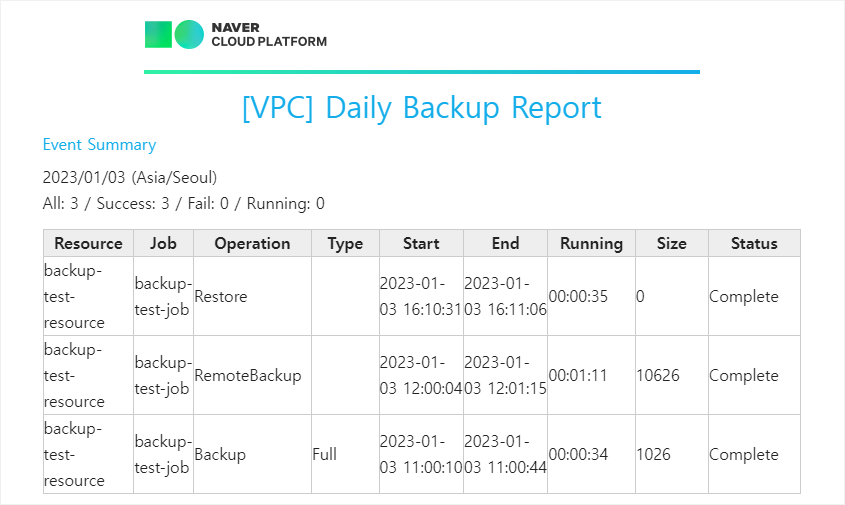 NAVER
CLOUD PLATFORM
[VPC] Daily Backup Report
Event Summary
2023/01/03 (Asia/Seoul)
All: 3 / Success: 3 / Fail: 0 / Running: 0
Resource Job Operation Type Start End Running Size Status
backup-test-resource backup-test-job Restore 2023-01-03 16:10:31 2023-01-03 16:11:06 00:00:35 0 Complete
backup-test-resource backup-test-job RemoteBackup 2023-01-03 12:00:04 2023-01-03 12:01:15 00:01:11 10626 Complete
backup-test-resource backup-test-job Backup Full 2023-01-03 11:00:10 2023-01-03 11:00:44 00:00:34 1026 Complete